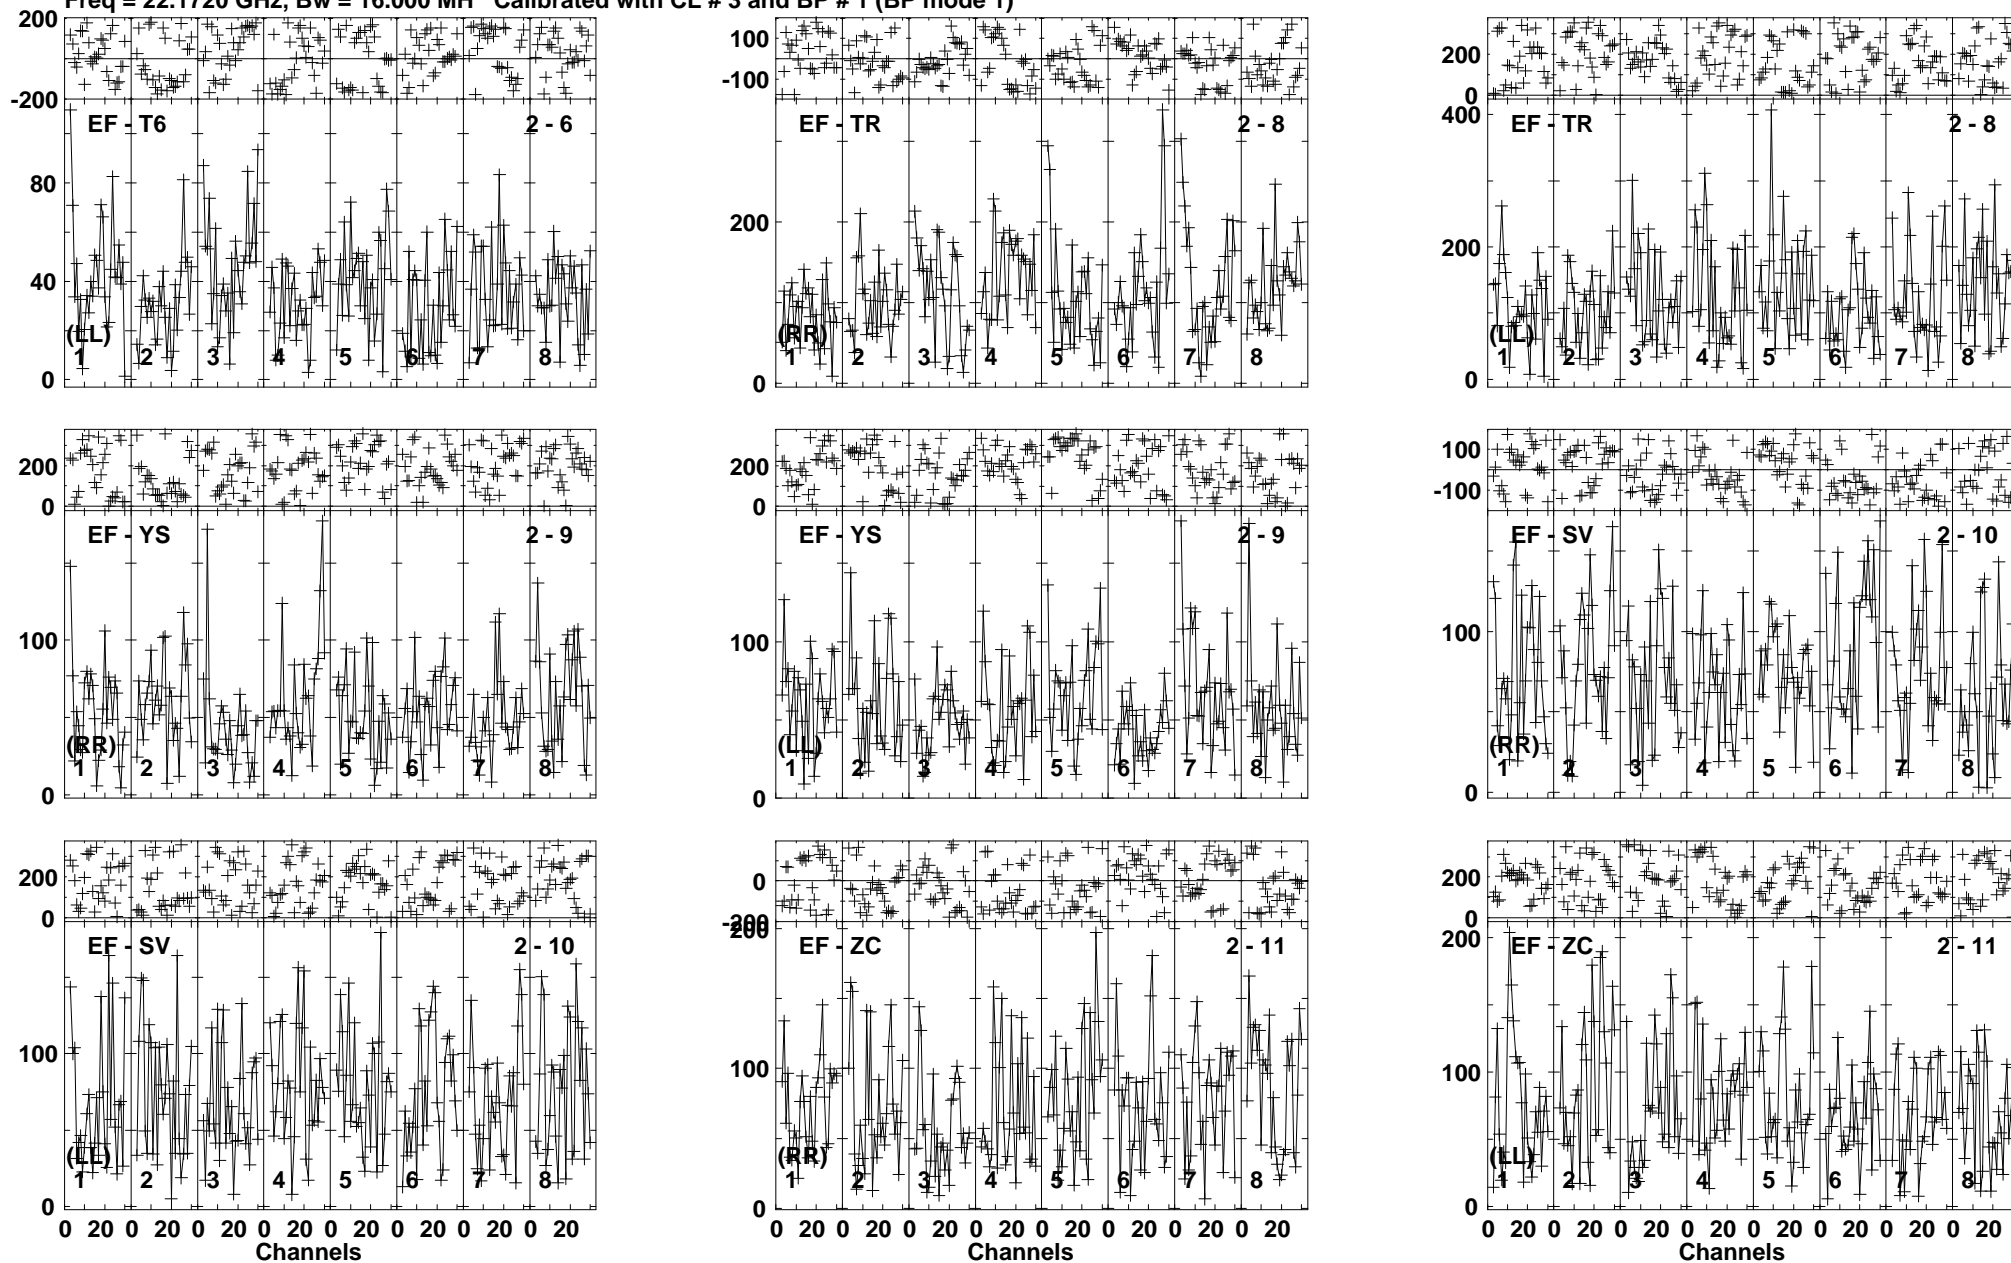 Freq = 22.1720 GHz, Bw = 16.000 MH Calibrated with CL # 3 and BP # 1 (BP mode 1)
200
-200
EF - T6 2 - 6
80
40
0
(LL)
1 2 3 4 5 6 7 8
100
-100
EF - TR 2 - 8
200
0
(RR)
1 2 3 4 5 6 7 8
200
0
400
EF - TR 2 - 8
200
0
(LL)
1 2 3 4 5 6 7 8
200
0
EF - YS 2 - 9
100
0
(RR)
1 2 3 4 5 6 7 8
200
0
EF - YS 2 - 9
100
0
(LL)
1 2 3 4 5 6 7 8
100
-100
EF - SV 2 - 10
100
0
(RR)
1 2 3 4 5 6 7 8
200
0
EF - SV 2 - 10
100
0
(LL)
1 2 3 4 5 6 7 8
0 20 0 20 0 20 0 20 0 20 0 20 0 20 0 20
Channels
0
-200
200
EF - ZC 2 - 11
100
0
(RR)
1 2 3 4 5 6 7 8
0 20 0 20 0 20 0 20 0 20 0 20 0 20 0 20
Channels
200
0
200
EF - ZC 2 - 11
100
0
(LL)
1 2 3 4 5 6 7 8
0 20 0 20 0 20 0 20 0 20 0 20 0 20 0 20
Channels